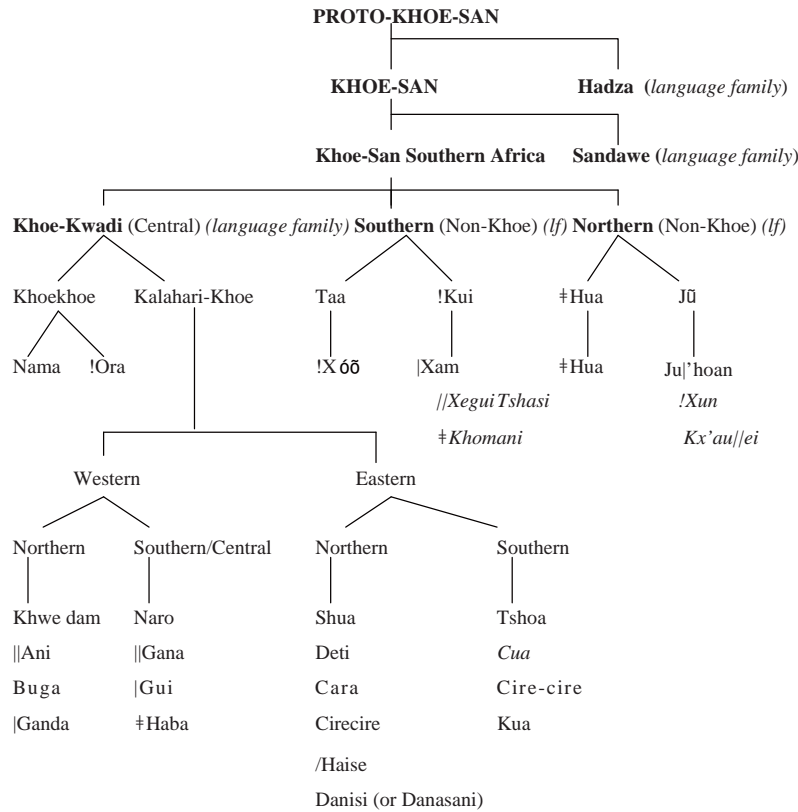 PROTO-KHOE-SAN
KHOE-SAN Hadza (language family)
Khoe-San Southern Africa Sandawe (language family)
Khoe-Kwadi (Central) (language family) Southern (Non-Khoe) (lf) Northern (Non-Khoe) (lf)
Khoekhoe Kalahari-Khoe Taa !Kui ǂHua Jũ
Nama !Ora !Xóõ |Xam ǂHua Ju|’hoan
//Xegui Tshasi !Xun
ǂKhomani Kx’au//ei
Western Eastern
Northern Southern/Central Northern Southern
Khwe dam Naro Shua Tshoa
||Ani ||Gana Deti Cua
Buga |Gui Cara Cire-cire
|Ganda ǂHaba Cirecire Kua
/Haise
Danisi (or Danasani)